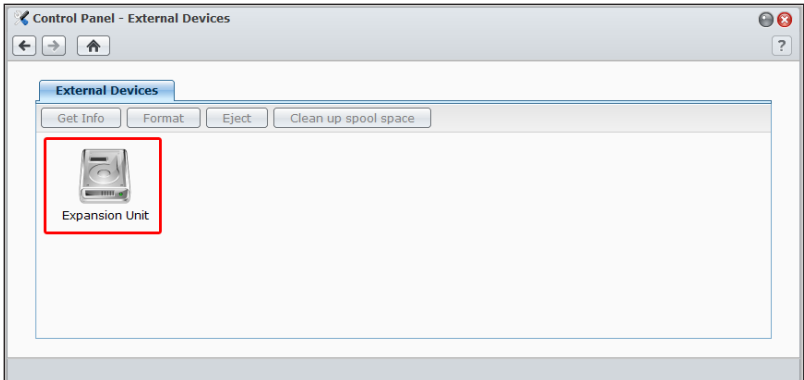 Control Panel - External Devices
?
External Devices
Get Info Format Eject Clean up spool space
Expansion Unit